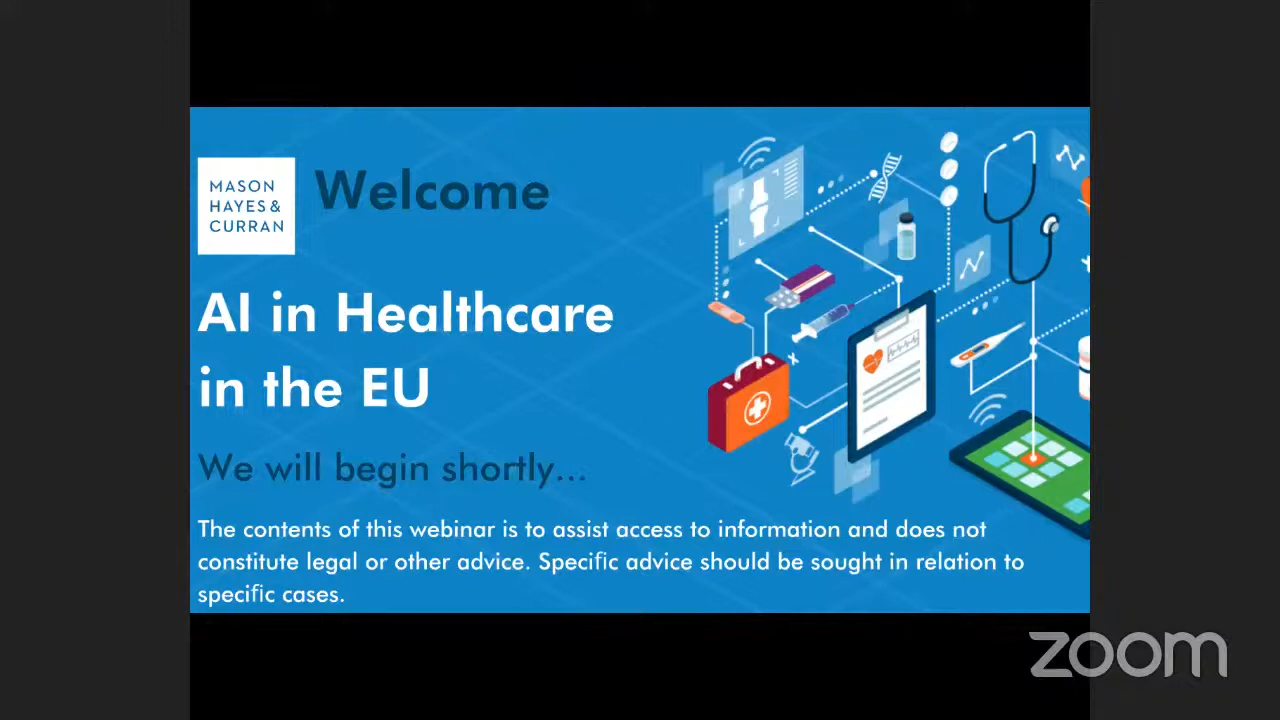 MASON
HAYES &
CURRAN
Welcome
AI in Healthcare
in the EU
We will begin shortly...
The contents of this webinar is to assist access to information and does not
constitute legal or other advice. Specific advice should be sought in relation to
specific cases.
zoom